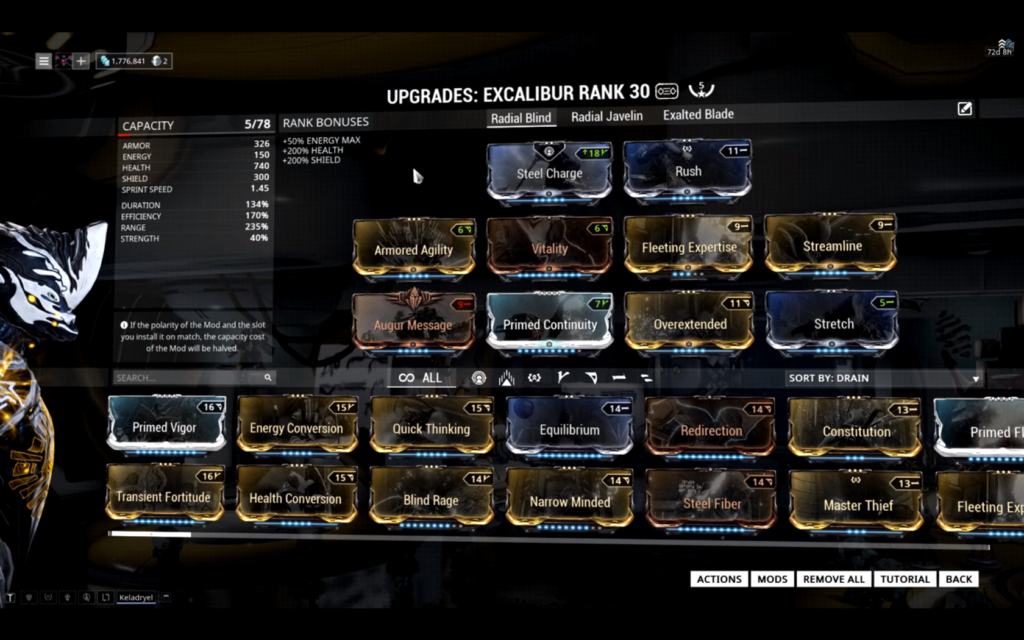 1,776,841 2
72d 8h
UPGRADES: EXCALIBUR RANK 30 5
CAPACITY 5/78
ARMOR 326
ENERGY 150
HEALTH 740
SHIELD 300
SPRINT SPEED 1.45
DURATION 134%
EFFICIENCY 170%
RANGE 235%
STRENGTH 40%
If the polarity of the Mod and the slot
you install it on match, the capacity cost
of the Mod will be halved.
RANK BONUSES
+50% ENERGY MAX
+200% HEALTH
+200% SHIELD
Radial Blind Radial Javelin Exalted Blade
18 11
Steel Charge Rush
6 6 9 9
Armored Agility Vitality Fleeting Expertise Streamline
7 11 5
Augur Message Primed Continuity Overextended Stretch
SEARCH... ALL SORT BY: DRAIN
16 15 15 14 14 13
Primed Vigor Energy Conversion Quick Thinking Equilibrium Redirection Constitution Primed Fl
16 15 14 14 14 13
Transient Fortitude Health Conversion Blind Rage Narrow Minded Steel Fiber Master Thief Fleeting Exp
ACTIONS MODS REMOVE ALL TUTORIAL BACK
T Keladryel